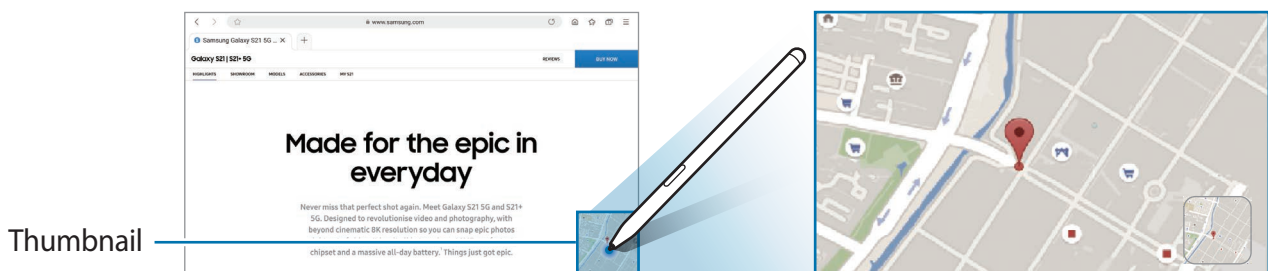 www.samsung.com
Samsung Galaxy S21 5G ... X
Galaxy S21 | S21+ 5G
REVIEWS
BUY NOW
HIGHLIGHTS SHOWROOM MODELS ACCESSORIES MY S21
Made for the epic in
everyday
Never miss that perfect shot again. Meet Galaxy S21 5G and S21+
5G. Designed to revolutionise video and photography, with
beyond cinematic 8K resolution so you can snap epic photos
Thumbnail
chipset and a massive all-day battery. Things just got epic.